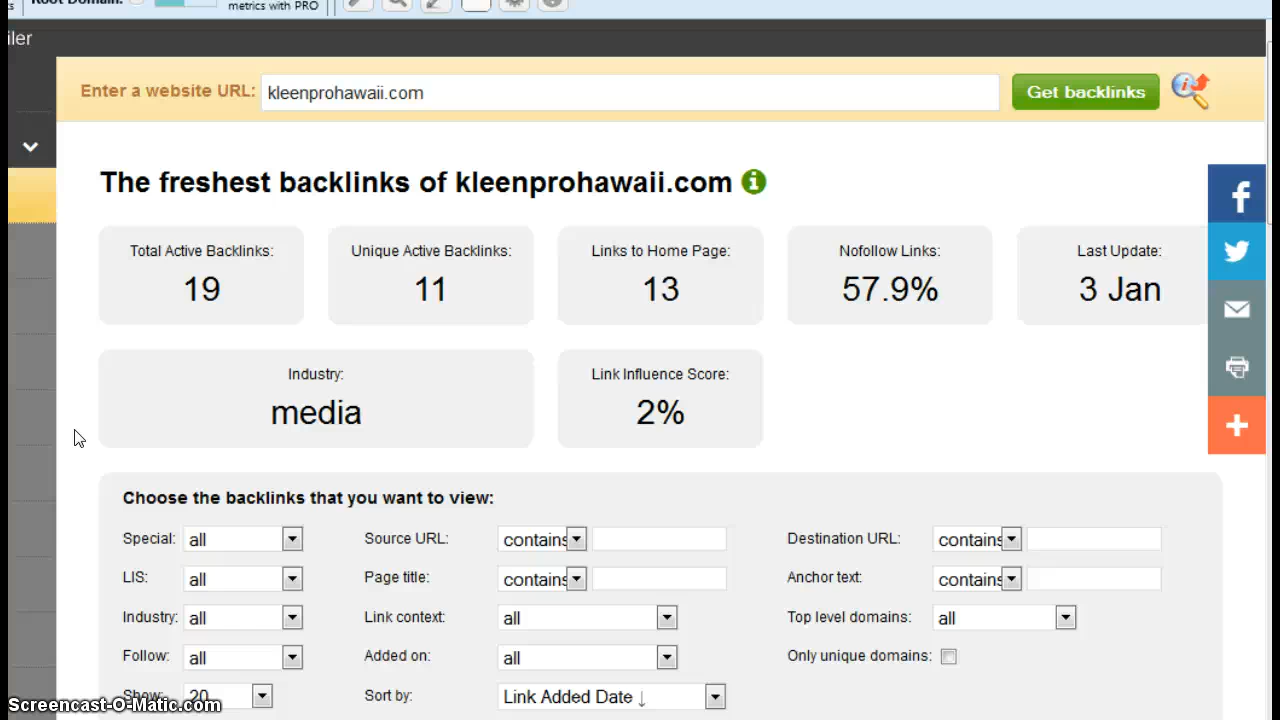 Root Domain:
metrics with PRO
iler
Enter a website URL: kleenprohawaii.com Get backlinks
The freshest backlinks of kleenprohawaii.com
Total Active Backlinks: Unique Active Backlinks: Links to Home Page: Nofollow Links: Last Update:
19 11 13 57.9% 3 Jan
Industry: Link Influence Score:
media 2%
Choose the backlinks that you want to view:
Special: all Source URL: contains Destination URL: contains
LIS: all Page title: contains Anchor text: contains
Industry: all Link context: all Top level domains: all
Follow: all Added on: all Only unique domains:
Show: 20 Sort by: Link Added Date ↓
Screencast-O-Matic.com